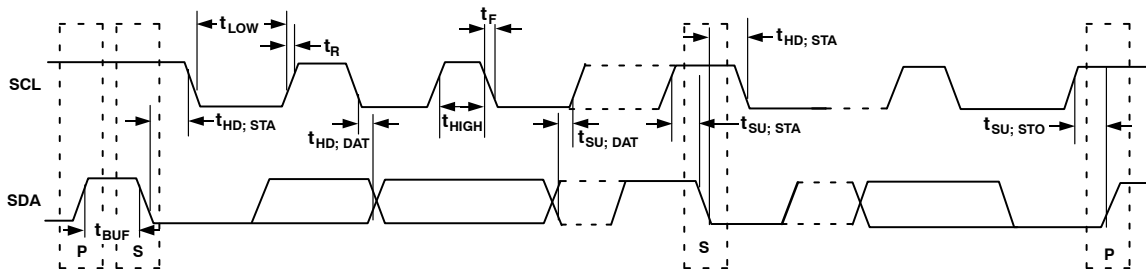 tLOW
tF
tR
tHD; STA
SCL
tHD; STA
tHD; DAT
tHIGH
tSU; DAT
tSU; STA
tSU; STO
SDA
tBUF
P
S
S
P